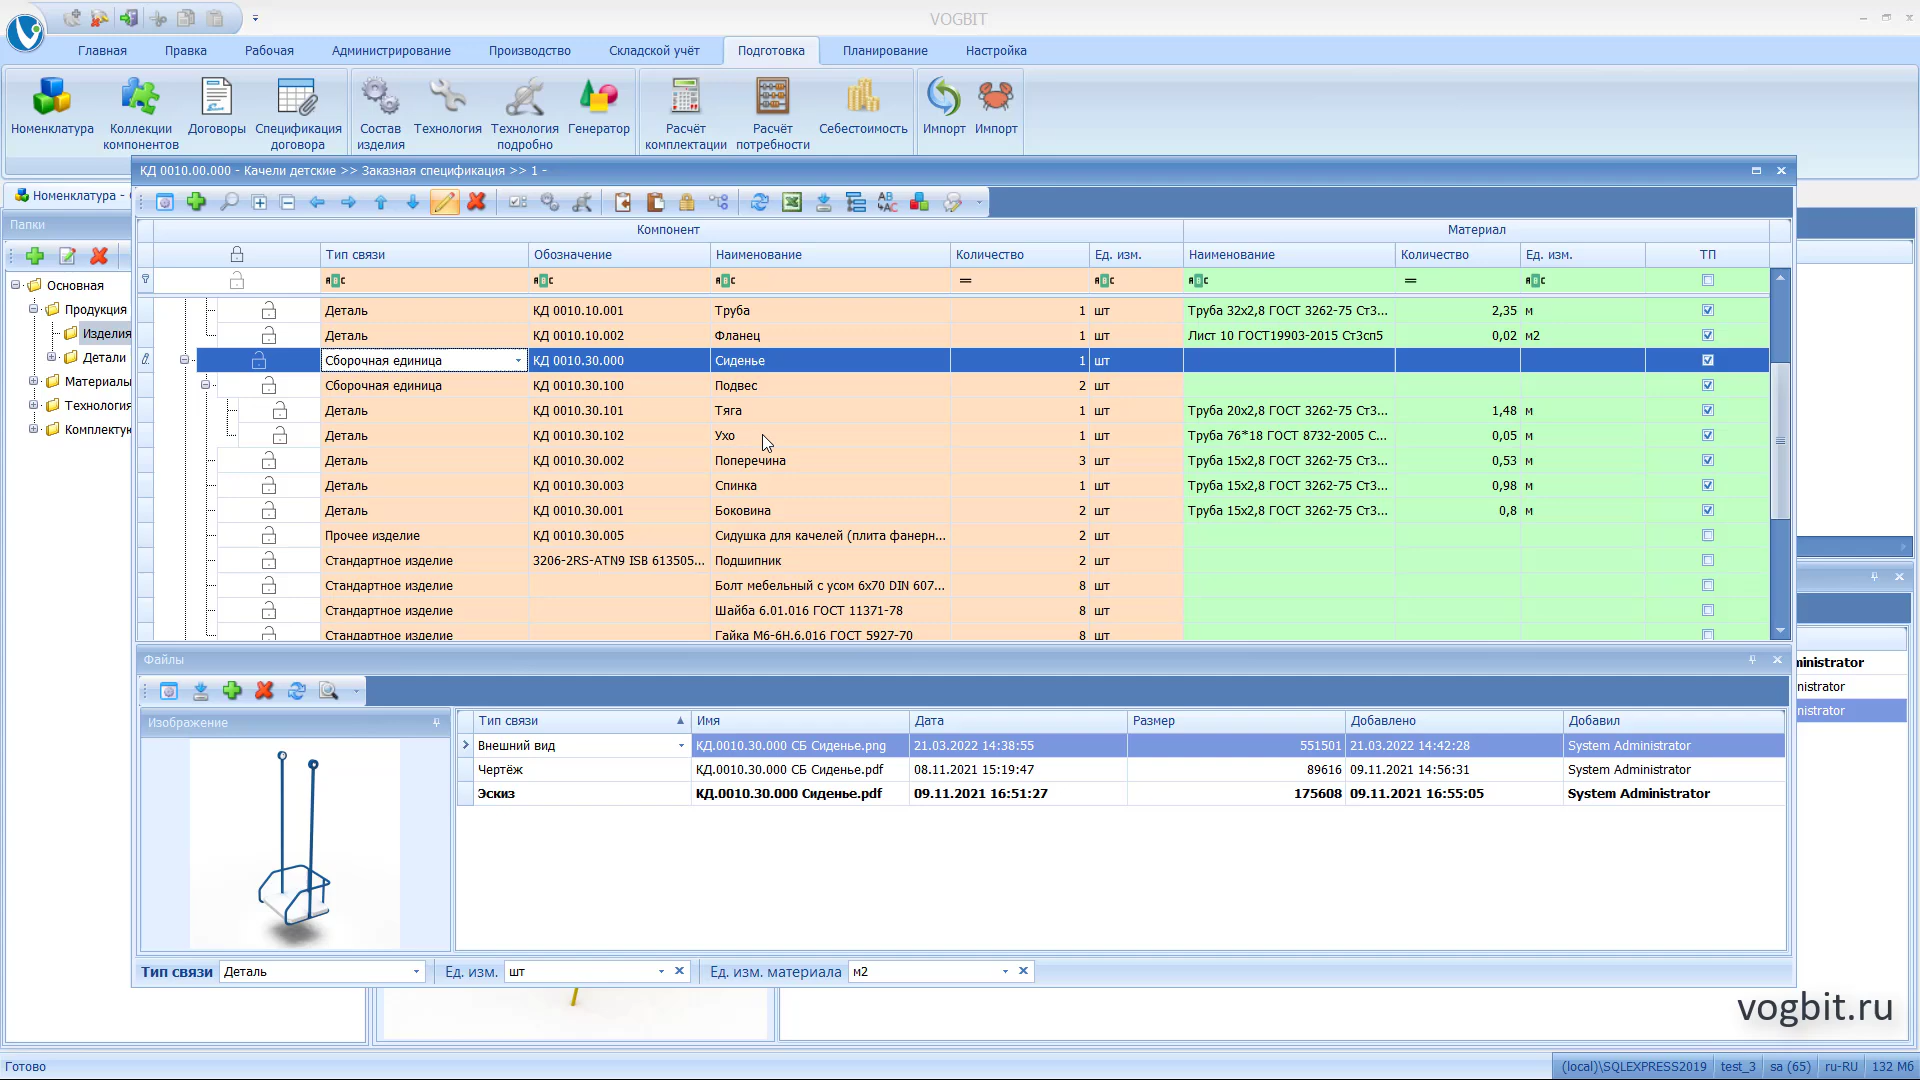 VOGBIT
Главная Правка Рабочая Администрирование Производство Складской учёт Подготовка Планирование Настройка
Номенклатура Коллекции компонентов Договоры Спецификация договора Состав изделия Технология Технология подробно Генератор Расчёт комплектации Расчёт потребности Себестоимость Импорт Импорт
КД 0010.00.000 - Качели детские >> Заказная спецификация >> 1 -
Номенклатура -
Папки
Основная
Продукция
Изделия
Детали
Материалы
Технология
Компонент Материал
Тип связи Обозначение Наименование Количество Ед. изм. Наименование Количество Ед. изм. ТП
Деталь КД 0010.10.001 Труба 1 шт Труба 32х2,8 ГОСТ 3262-75 Ст3... 2,35 м
Деталь КД 0010.10.002 Фланец 1 шт Лист 10 ГОСТ19903-2015 Ст3сп5 0,02 м2
Сборочная единица КД 0010.30.000 Сиденье 1 шт
Сборочная единица КД 0010.30.100 Подвес 2 шт
Деталь КД 0010.30.101 Тяга 1 шт Труба 20х2,8 ГОСТ 3262-75 Ст3... 1,48 м
Деталь КД 0010.30.102 Ухо 1 шт Труба 76*18 ГОСТ 8732-2005 С... 0,05 м
Деталь КД 0010.30.002 Поперечина 3 шт Труба 15х2,8 ГОСТ 3262-75 Ст3... 0,53 м
Деталь КД 0010.30.003 Спинка 1 шт Труба 15х2,8 ГОСТ 3262-75 Ст3... 0,98 м
Деталь КД 0010.30.001 Боковина 2 шт Труба 15х2,8 ГОСТ 3262-75 Ст3... 0,8 м
Прочее изделие КД 0010.30.005 Сидушка для качелей (плита фанерн... 2 шт
Стандартное изделие 3206-2RS-ATN9 ISB 613505... Подшипник 2 шт
Стандартное изделие Болт мебельный с усом 6х70 DIN 607... 8 шт
Стандартное изделие Шайба 6.01.016 ГОСТ 11371-78 8 шт
Стандартное изделие Гайка М6-6Н.6.016 ГОСТ 5927-70 8 шт
Файлы
Изображение
Тип связи Имя Дата Размер Добавлено Добавил
Внешний вид КД.0010.30.000 СБ Сиденье.png 21.03.2022 14:38:55 551501 21.03.2022 14:42:28 System Administrator
Чертёж КД.0010.30.000 СБ Сиденье.pdf 08.11.2021 15:19:47 89616 09.11.2021 14:56:31 System Administrator
Эскиз КД.0010.30.000 Сиденье.pdf 09.11.2021 16:51:27 175608 09.11.2021 16:55:05 System Administrator
Тип связи Деталь Ед. изм. шт Ед. изм. материала м2
vogbit.ru
Готово (local)\SQLEXPRESS2019 test_3 sa (65) ru-RU 132 Мб